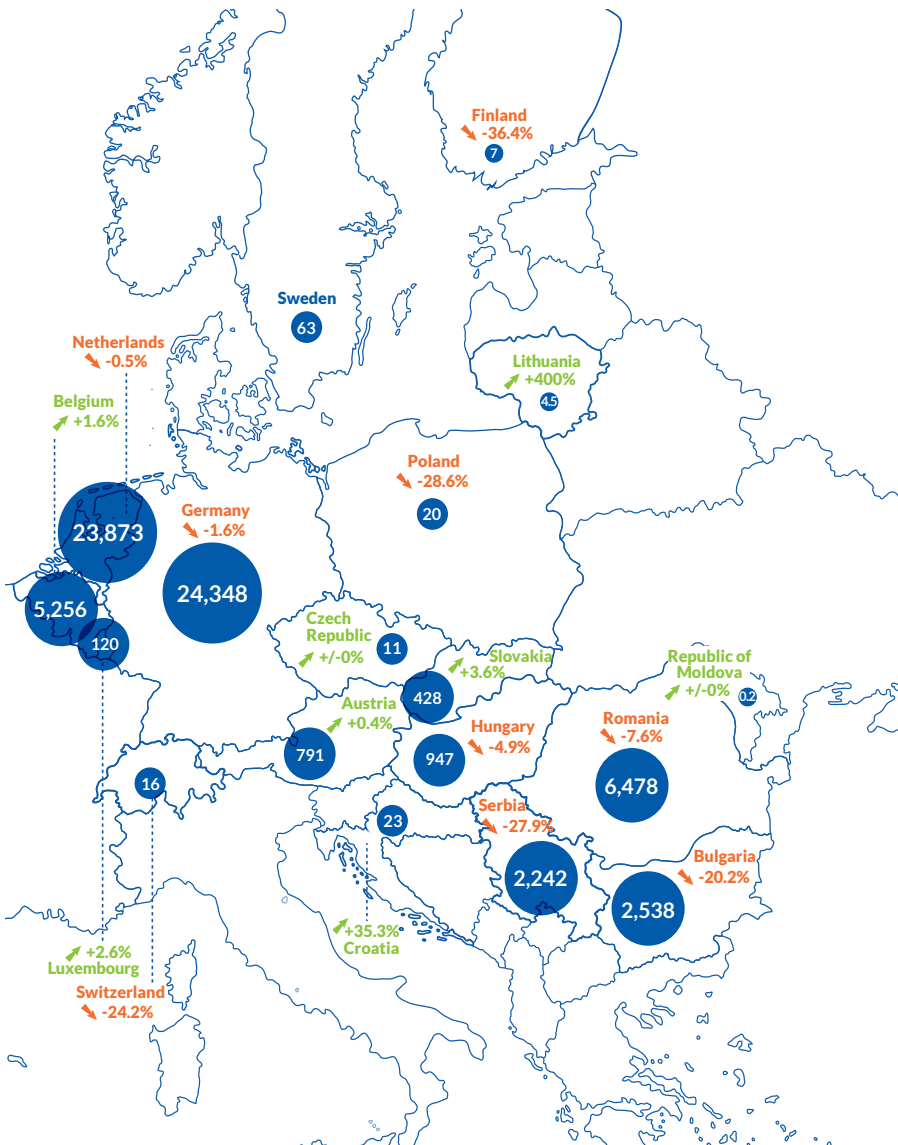 Finland
-36.4%
7
Sweden
63
Netherlands
-0.5%
Lithuania
+400%
4.5
Belgium
+1.6%
Poland
-28.6%
20
Germany
-1.6%
23,873
24,348
5,256
120
Czech
Republic
+/-0%
11
Slovakia
+3.6%
428
Republic of
Moldova
+/-0%
0.2
Austria
+0.4%
791
Hungary
-4.9%
947
Romania
-7.6%
6,478
16
23
Serbia
-27.9%
2,242
Bulgaria
-20.2%
2,538
+35.3%
Croatia
+2.6%
Luxembourg
Switzerland
-24.2%